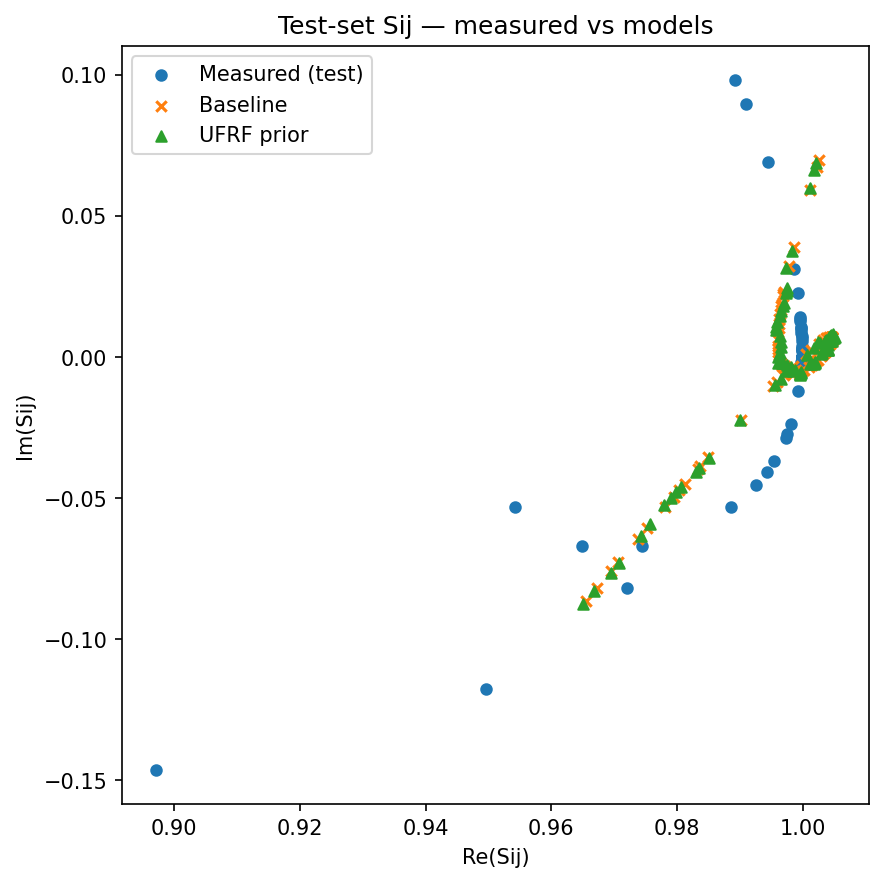 Test-set Sij — measured vs models
Measured (test)
Baseline
UFRF prior
0.10
0.05
0.00
−0.05
−0.10
−0.15
Im(Sij)
0.90 0.92 0.94 0.96 0.98 1.00
Re(Sij)